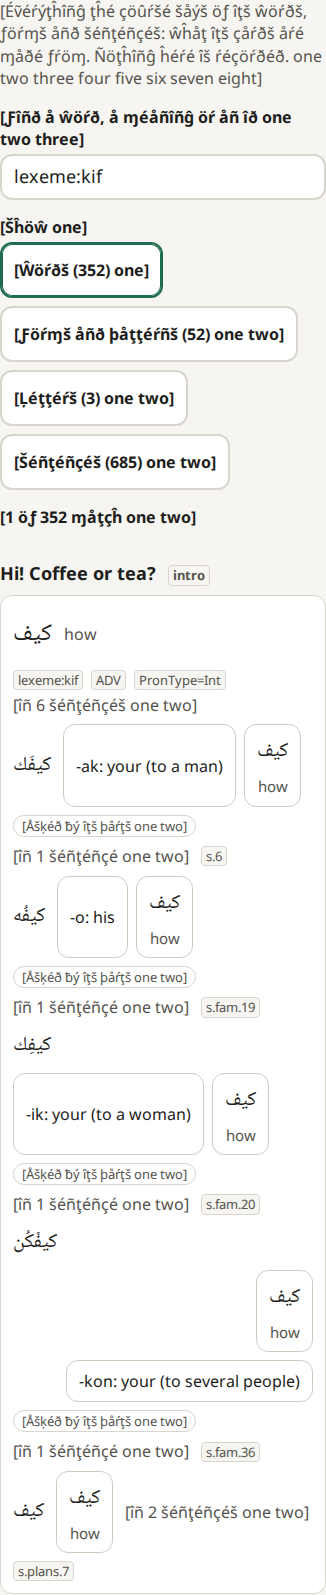 [Ëvéŕýţĥîñĝ ţĥé çöûŕšé šåýš öƒ îţš ŵöŕðš,
ƒöŕɱš åñð šéñţéñçéš: ŵĥåţ îţš çåŕðš åŕé
ɱåðé ƒŕöɱ. Ñöţĥîñĝ ĥéŕé îš ŕéçöŕðéð. one
two three four five six seven eight]
[Ƒîñð å ŵöŕð, å ɱéåñîñĝ öŕ åñ îð one
two three]
lexeme:kif
[Šĥöŵ one]
[Ŵöŕðš (352) one]
[Ƒöŕɱš åñð þåţţéŕñš (52) one two]
[Ļéţţéŕš (3) one two]
[Šéñţéñçéš (685) one two]
[1 öƒ 352 ɱåţçĥ one two]
Hi! Coffee or tea? intro
كيف how
lexeme:kif ADV PronType=Int
[îñ 6 šéñţéñçéš one two]
كيفَك -ak: your (to a man) كيف
how
[Åšķéð ƀý îţš þåŕţš one two]
[îñ 1 šéñţéñçé one two] s.6
كيفُه -o: his كيف
how
[Åšķéð ƀý îţš þåŕţš one two]
[îñ 1 šéñţéñçé one two] s.fam.19
كيفِك
-ik: your (to a woman) كيف
how
[Åšķéð ƀý îţš þåŕţš one two]
[îñ 1 šéñţéñçé one two] s.fam.20
كيفْكُن
كيف
how
-kon: your (to several people)
[Åšķéð ƀý îţš þåŕţš one two]
[îñ 1 šéñţéñçé one two] s.fam.36
كيف كيف [îñ 2 šéñţéñçéš one two]
how
s.plans.7